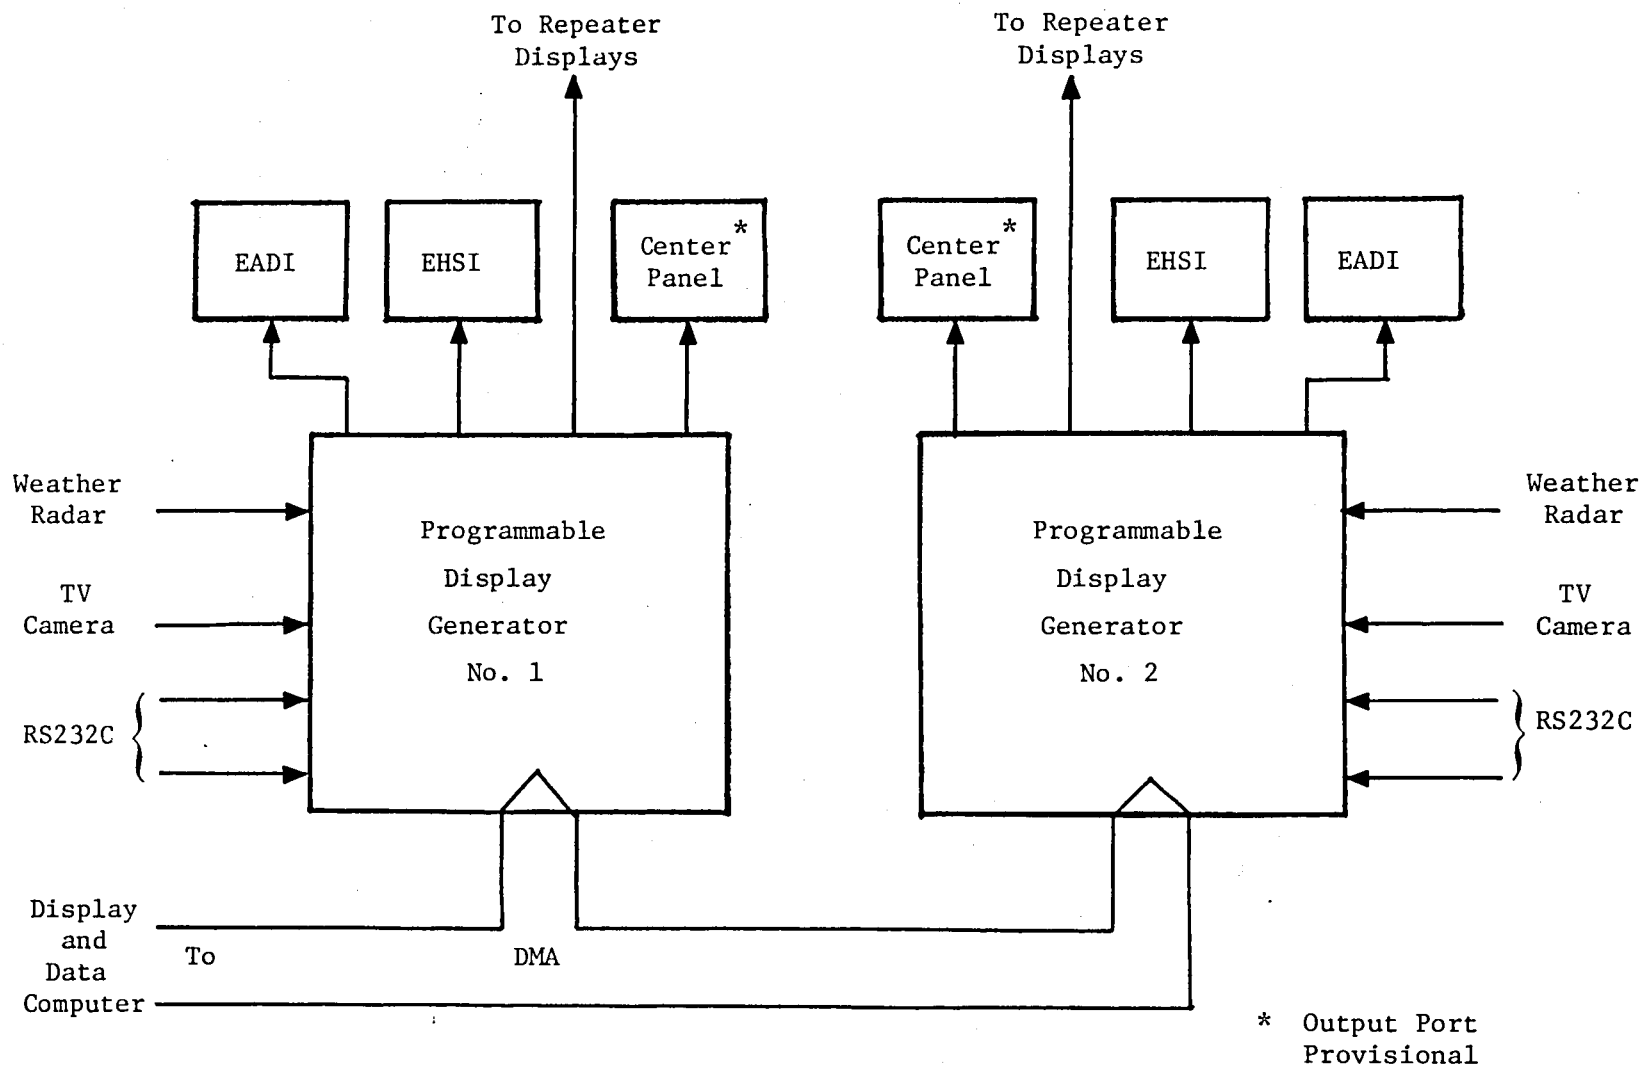 To Repeater
Displays
To Repeater
Displays
EADI
EHSI
Center*
Panel
Center*
Panel
EHSI
EADI
Weather
Radar
TV
Camera
RS232C
Programmable
Display
Generator
No. 1
Programmable
Display
Generator
No. 2
Weather
Radar
TV
Camera
RS232C
Display
and
Data
Computer
To
DMA
* Output Port
Provisional